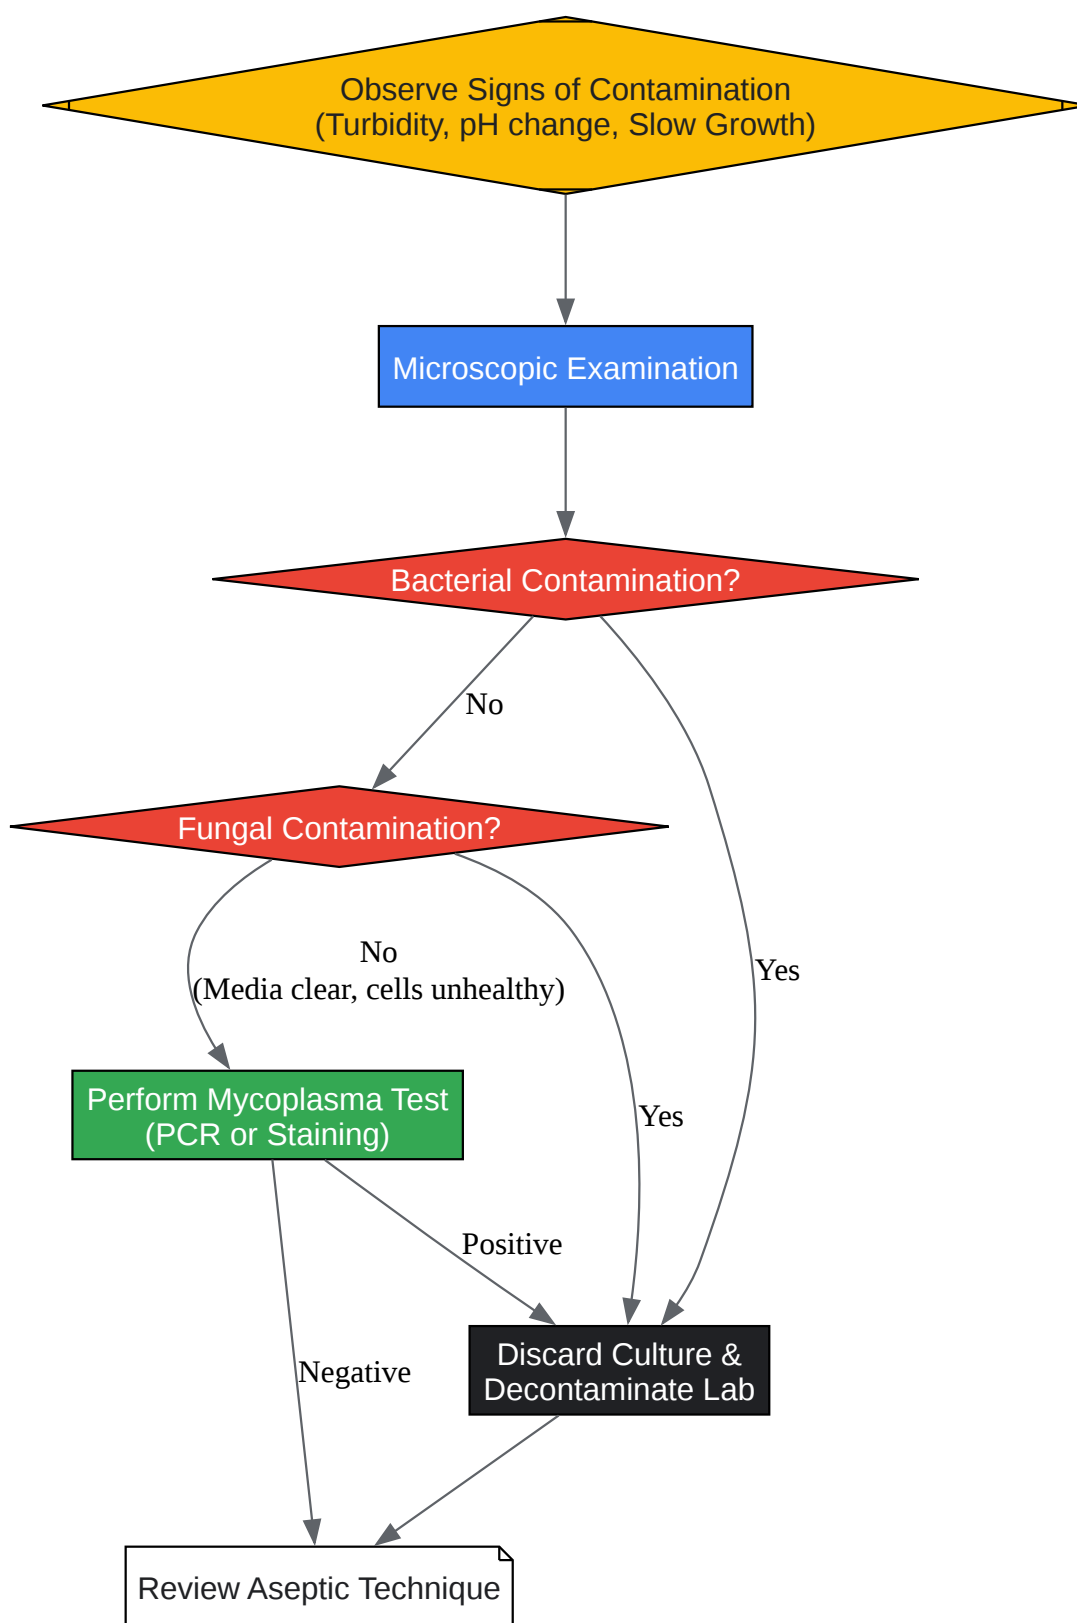 Observe Signs of Contamination
(Turbidity, pH change, Slow Growth)
Microscopic Examination
Bacterial Contamination?
No
Fungal Contamination?
No
(Media clear, cells unhealthy)
Yes
Perform Mycoplasma Test
(PCR or Staining)
Yes
Positive
Discard Culture &
Decontaminate Lab
Negative
Review Aseptic Technique